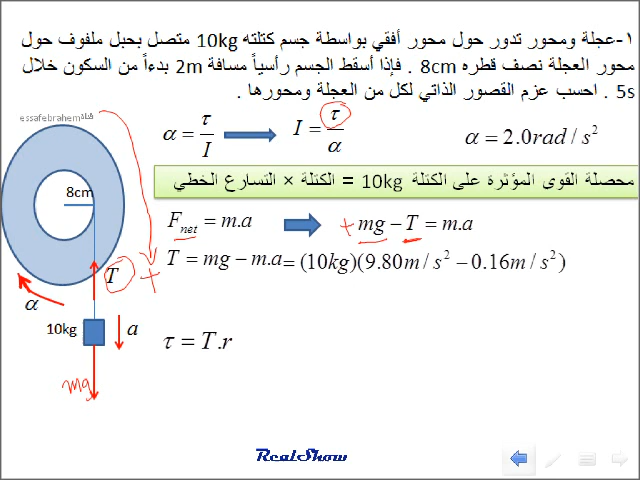 ١-عجلة ومحور تدور حول محور أفقي بواسطة جسم كتلته 10kg متصل بحبل ملفوف حول
محور العجلة نصف قطره 8cm . فإذا أسقط الجسم رأسياً مسافة 2m بدءاً من السكون خلال
5s . احسب عزم القصور الذاتي لكل من العجلة ومحورها .
essafebrahem
α = τ / I
I = τ / α
α = 2.0rad / s²
محصلة القوى المؤثرة على الكتلة 10kg = الكتلة × التسارع الخطي
8cm
F_net = m.a
+ mg − T = m.a
T = mg − m.a = (10kg)(9.80m / s² − 0.16m / s²)
T
+
α
10kg
a
τ = T.r
mg
RealShow